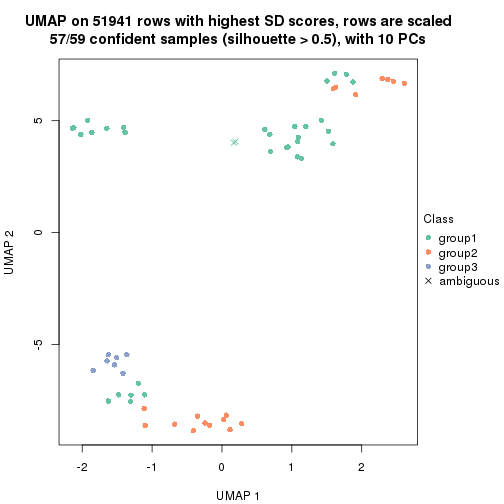 UMAP on 51941 rows with highest SD scores, rows are scaled
57/59 confident samples (silhouette > 0.5), with 10 PCs
5
0
-5
UMAP 2
-2
-1
0
1
2
UMAP 1
Class
group1
group2
group3
ambiguous